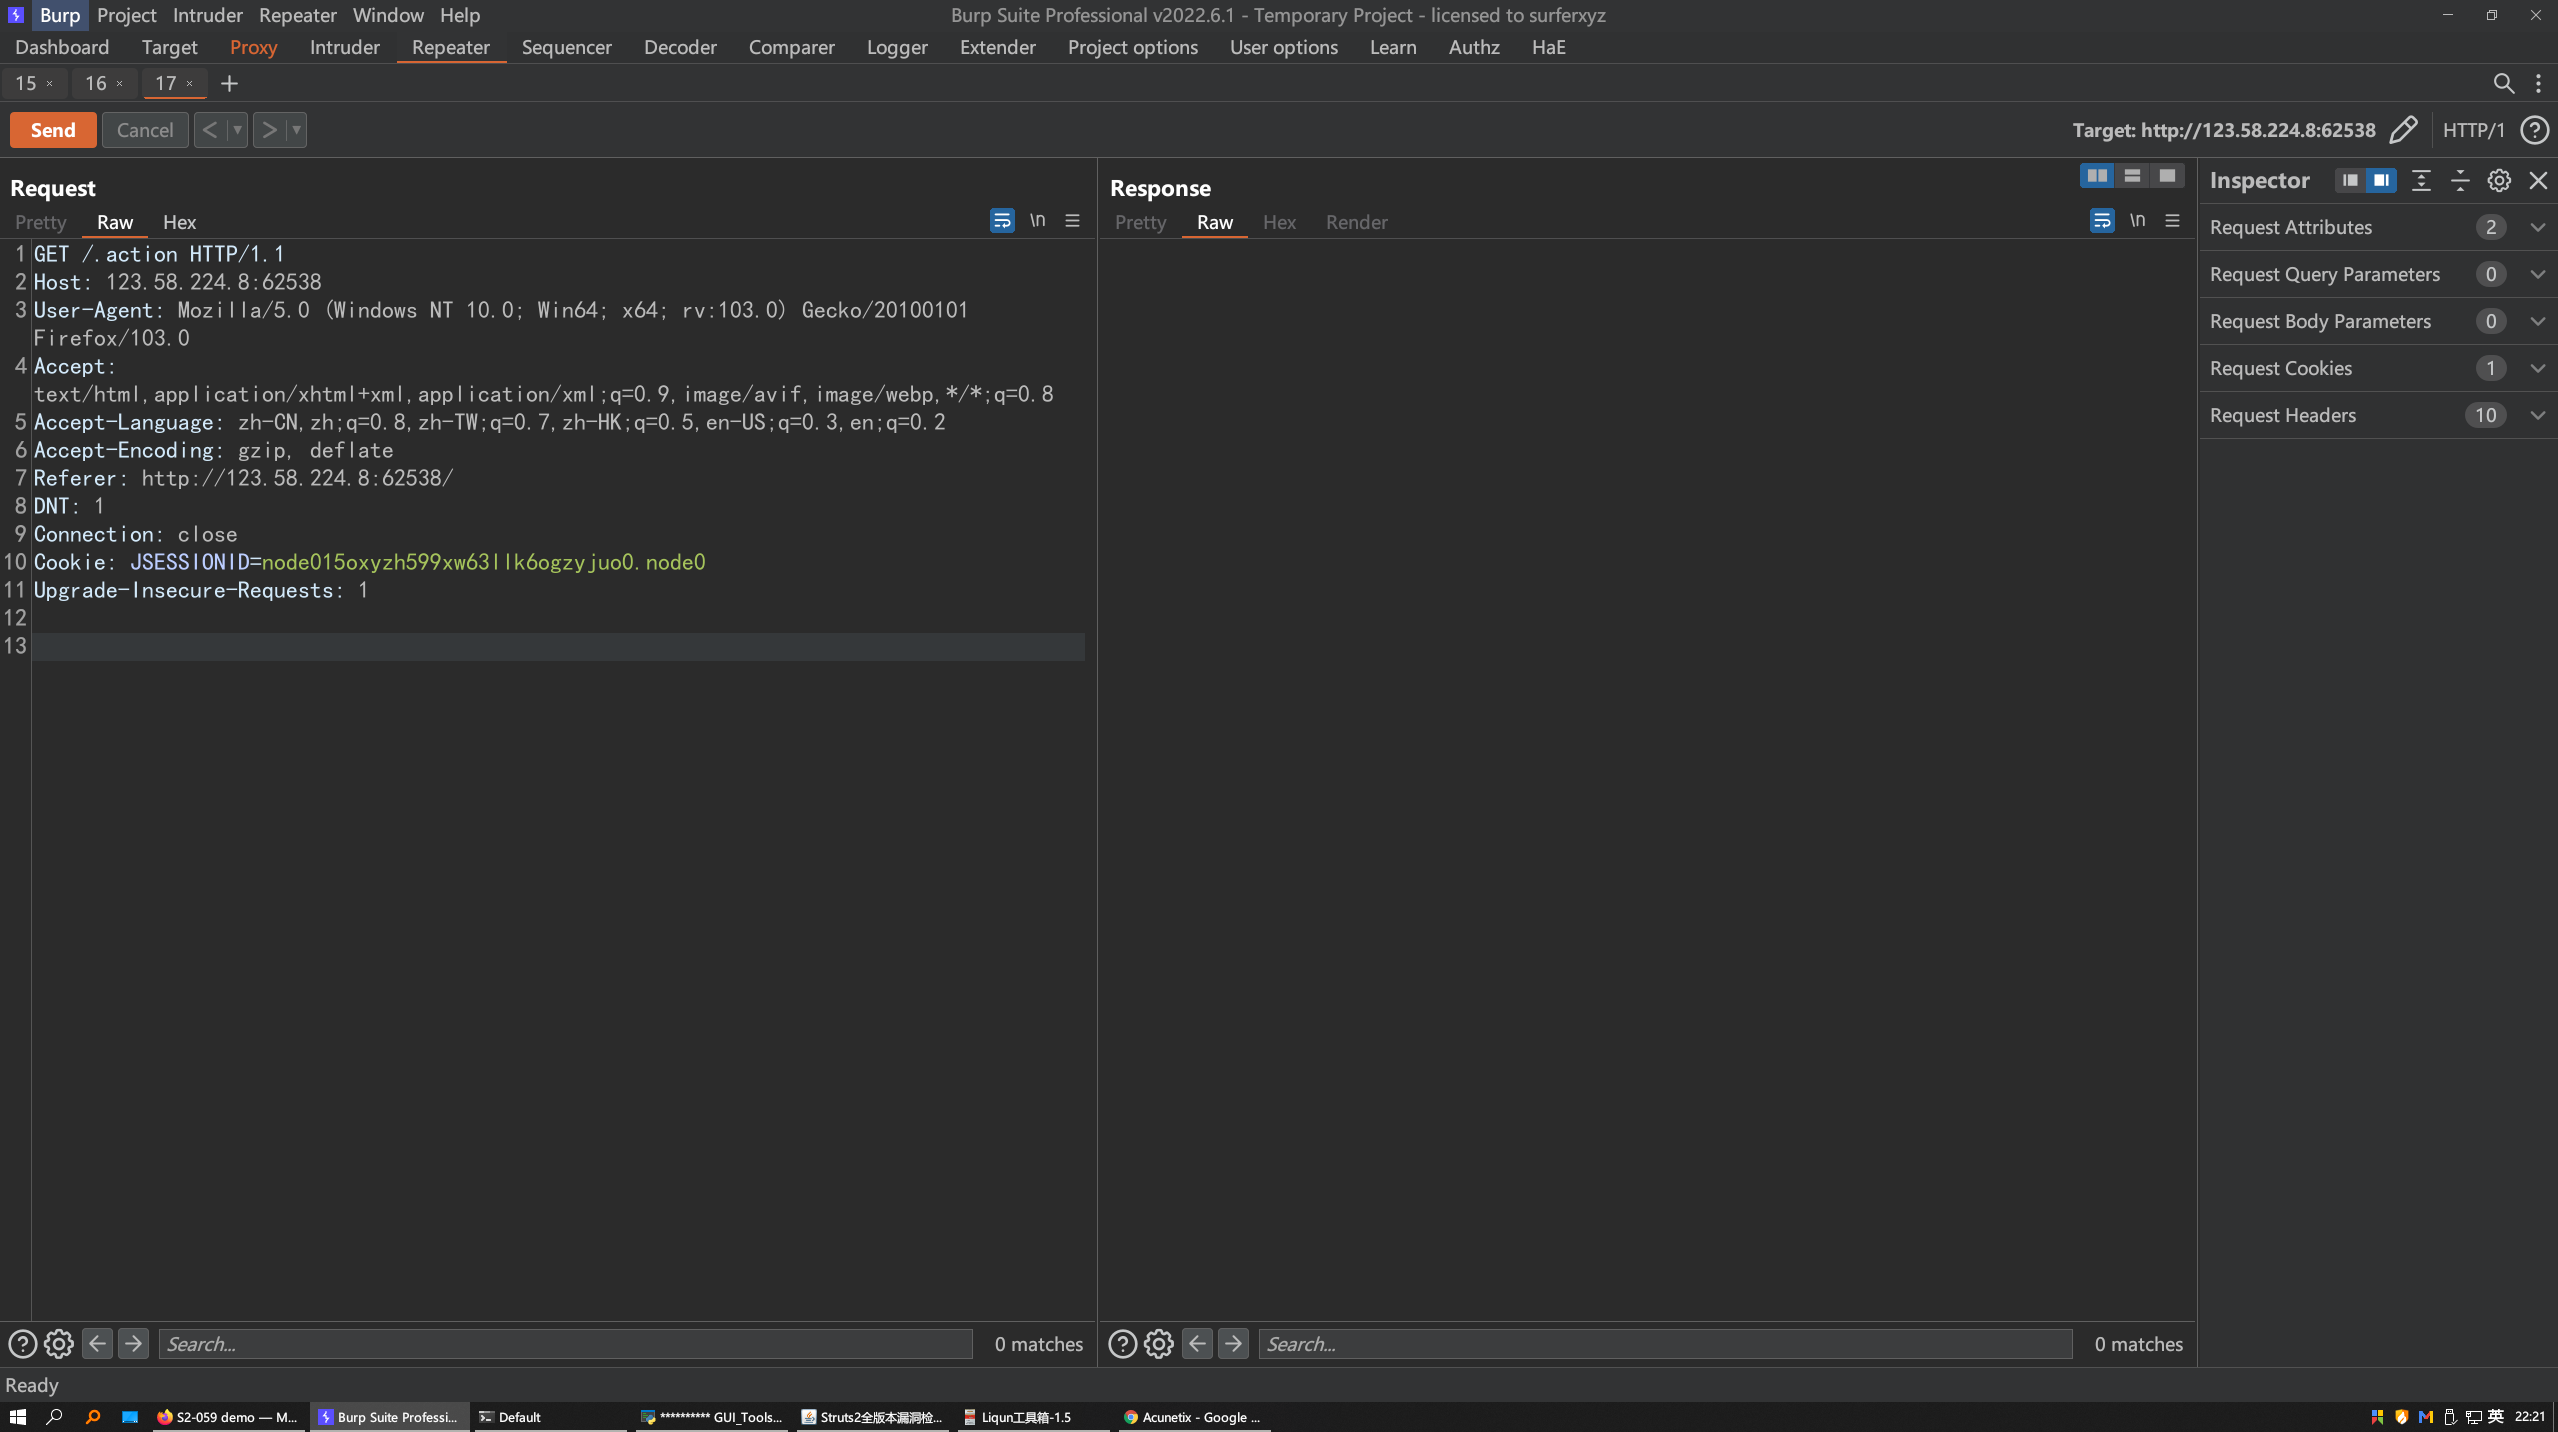 Burp Project Intruder Repeater Window Help
Burp Suite Professional v2022.6.1 - Temporary Project - licensed to surferxyz
Dashboard Target Proxy Intruder Repeater Sequencer Decoder Comparer Logger Extender Project options User options Learn Authz HaE
15 × 16 × 17 × +
Send Cancel < ▼ > ▼
Target: http://123.58.224.8:62538 HTTP/1 ?
Request
Pretty Raw Hex
\n
1 GET /.action HTTP/1.1
2 Host: 123.58.224.8:62538
3 User-Agent: Mozilla/5.0 (Windows NT 10.0; Win64; x64; rv:103.0) Gecko/20100101
Firefox/103.0
4 Accept:
text/html,application/xhtml+xml,application/xml;q=0.9,image/avif,image/webp,*/*;q=0.8
5 Accept-Language: zh-CN,zh;q=0.8,zh-TW;q=0.7,zh-HK;q=0.5,en-US;q=0.3,en;q=0.2
6 Accept-Encoding: gzip, deflate
7 Referer: http://123.58.224.8:62538/
8 DNT: 1
9 Connection: close
10 Cookie: JSESSIONID=node015oxyzh599xw63llk6ogzyjuo0.node0
11 Upgrade-Insecure-Requests: 1
12
13
Search...
0 matches
Response
Pretty Raw Hex Render
\n
Search...
0 matches
Inspector
Request Attributes 2
Request Query Parameters 0
Request Body Parameters 0
Request Cookies 1
Request Headers 10
Ready
S2-059 demo — M...
Burp Suite Professi...
Default
********** GUI_Tools...
Struts2全版本漏洞检...
Liqun工具箱-1.5
Acunetix - Google ...
英
22:21